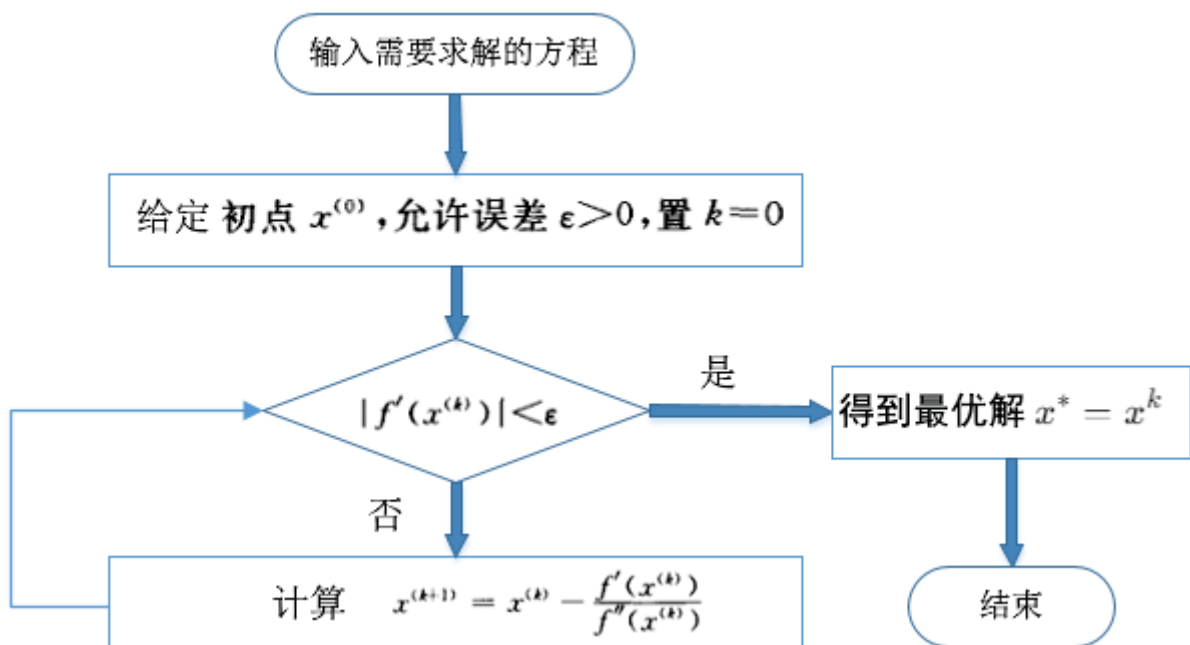 输入需要求解的方程
给定 初点 x^{(0)},允许误差 ε>0,置 k=0
|f′(x^{(k)})|<ε
是
得到最优解 x^* = x^k
否
计算 x^{(k+1)} = x^{(k)} - \frac{f′(x^{(k)})}{f″(x^{(k)})}
结束